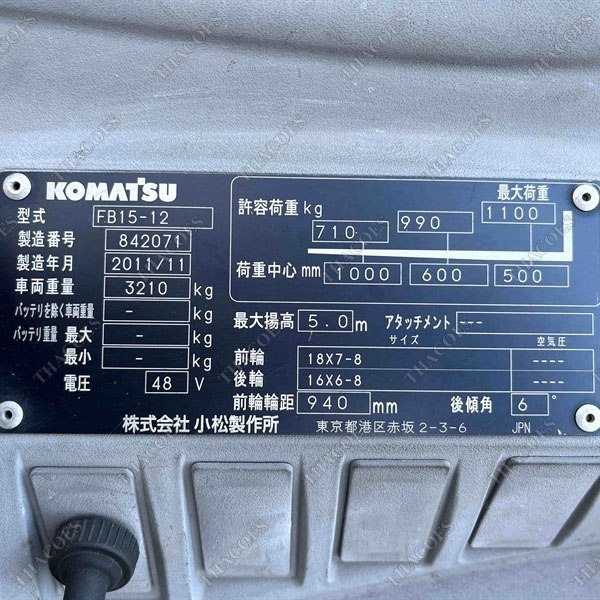 KOMATSU
型式 FB15-12
製造番号 842071
製造年月 2011/11
車両重量 3210 kg
バッテリを除く車両重量 - kg
バッテリ重量 最大 - kg
最小 - kg
電圧 48 V
最大荷重
許容荷重 kg 710 990 1100
荷重中心 mm 1000 600 500
最大揚高 5.0 m アタッチメント ---
サイズ 空気圧
前輪 18X7-8 ----
後輪 16X6-8 ----
前輪輪距 940 mm 後傾角 6 °
株式会社 小松製作所 東京都港区赤坂 2-3-6 JPN
THACOES